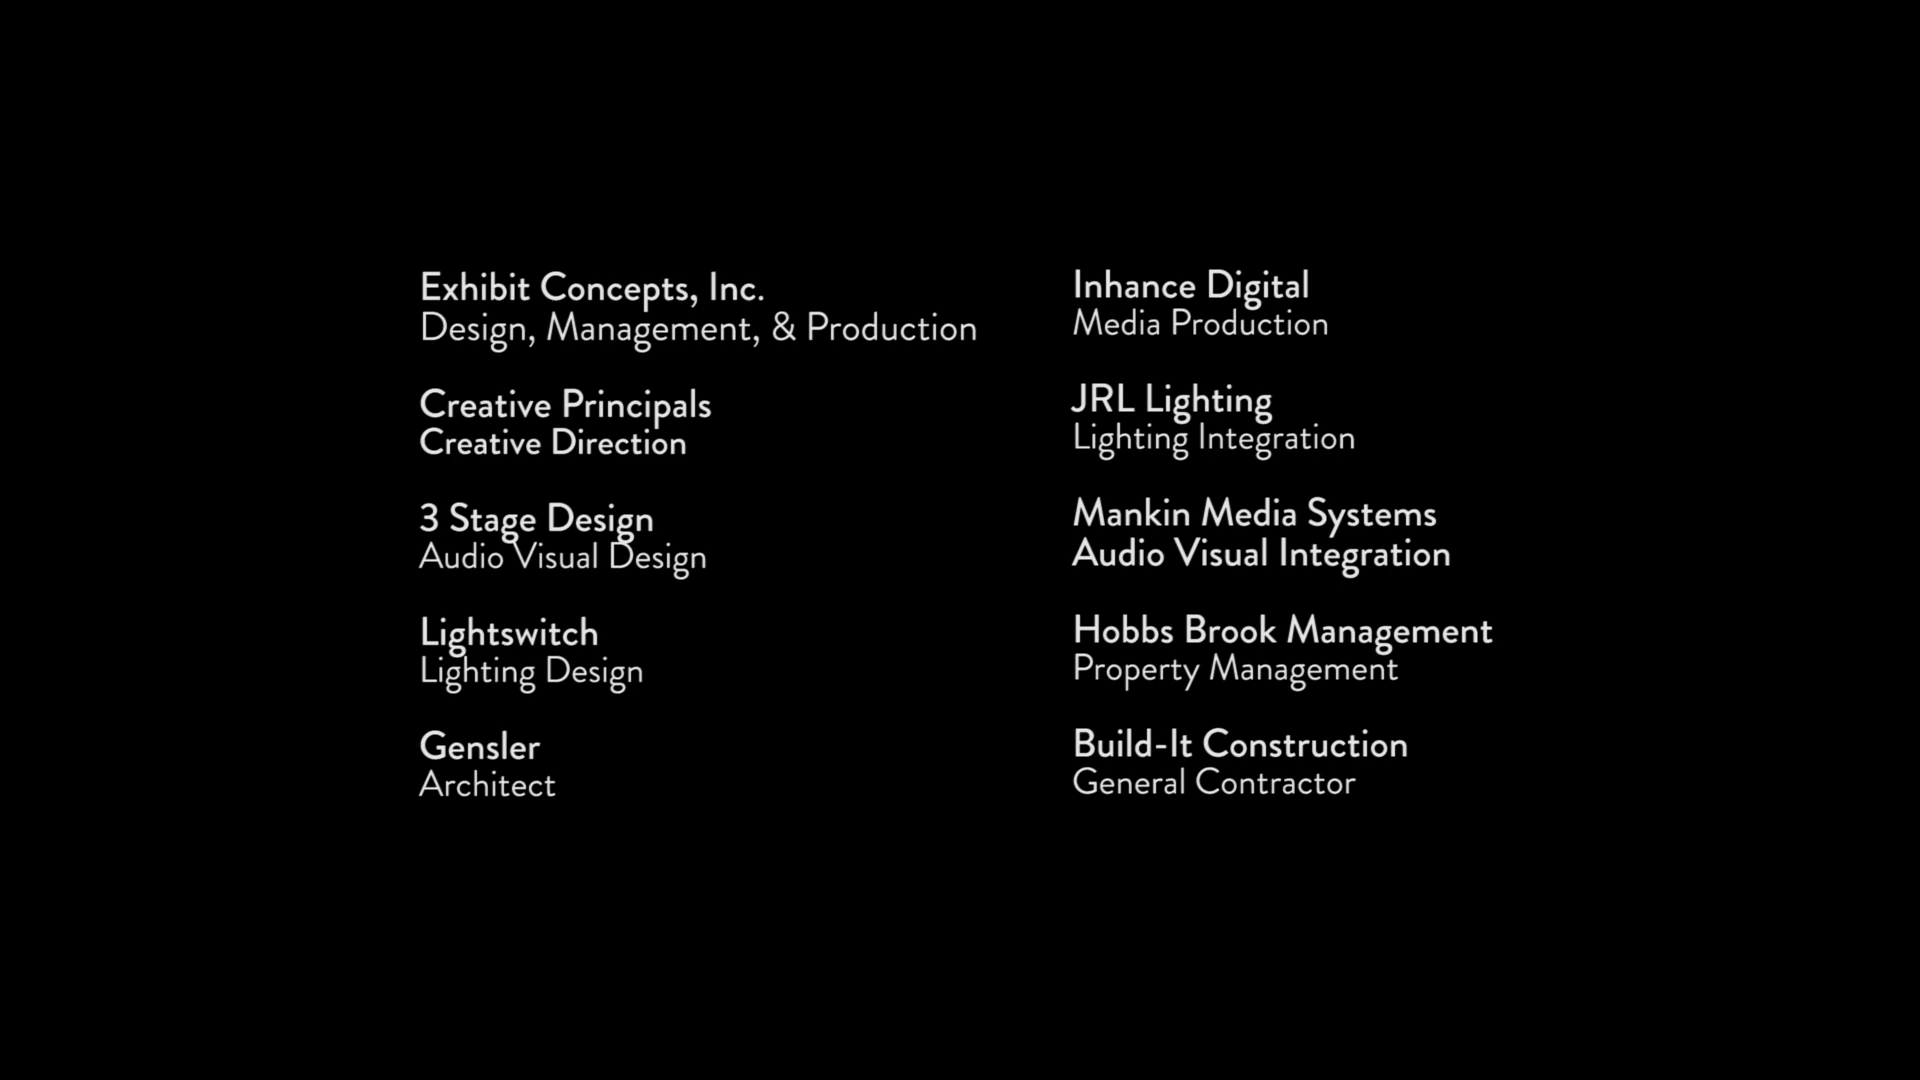 Exhibit Concepts, Inc.
Design, Management, & Production
Creative Principals
Creative Direction
3 Stage Design
Audio Visual Design
Lightswitch
Lighting Design
Gensler
Architect
Inhance Digital
Media Production
JRL Lighting
Lighting Integration
Mankin Media Systems
Audio Visual Integration
Hobbs Brook Management
Property Management
Build-It Construction
General Contractor